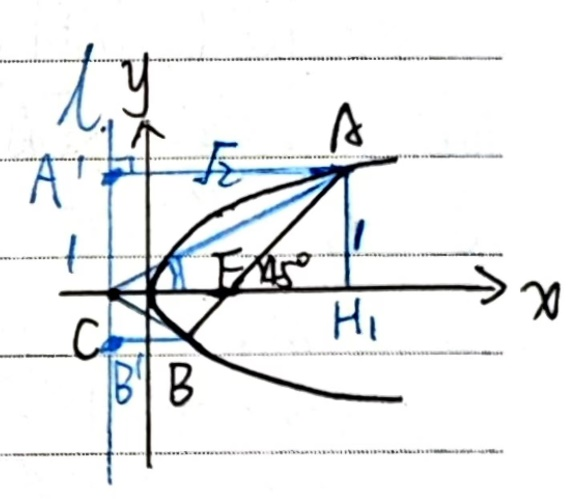 l. y
A
A' √2
1 F 45° 1
C H₁ x
B' B